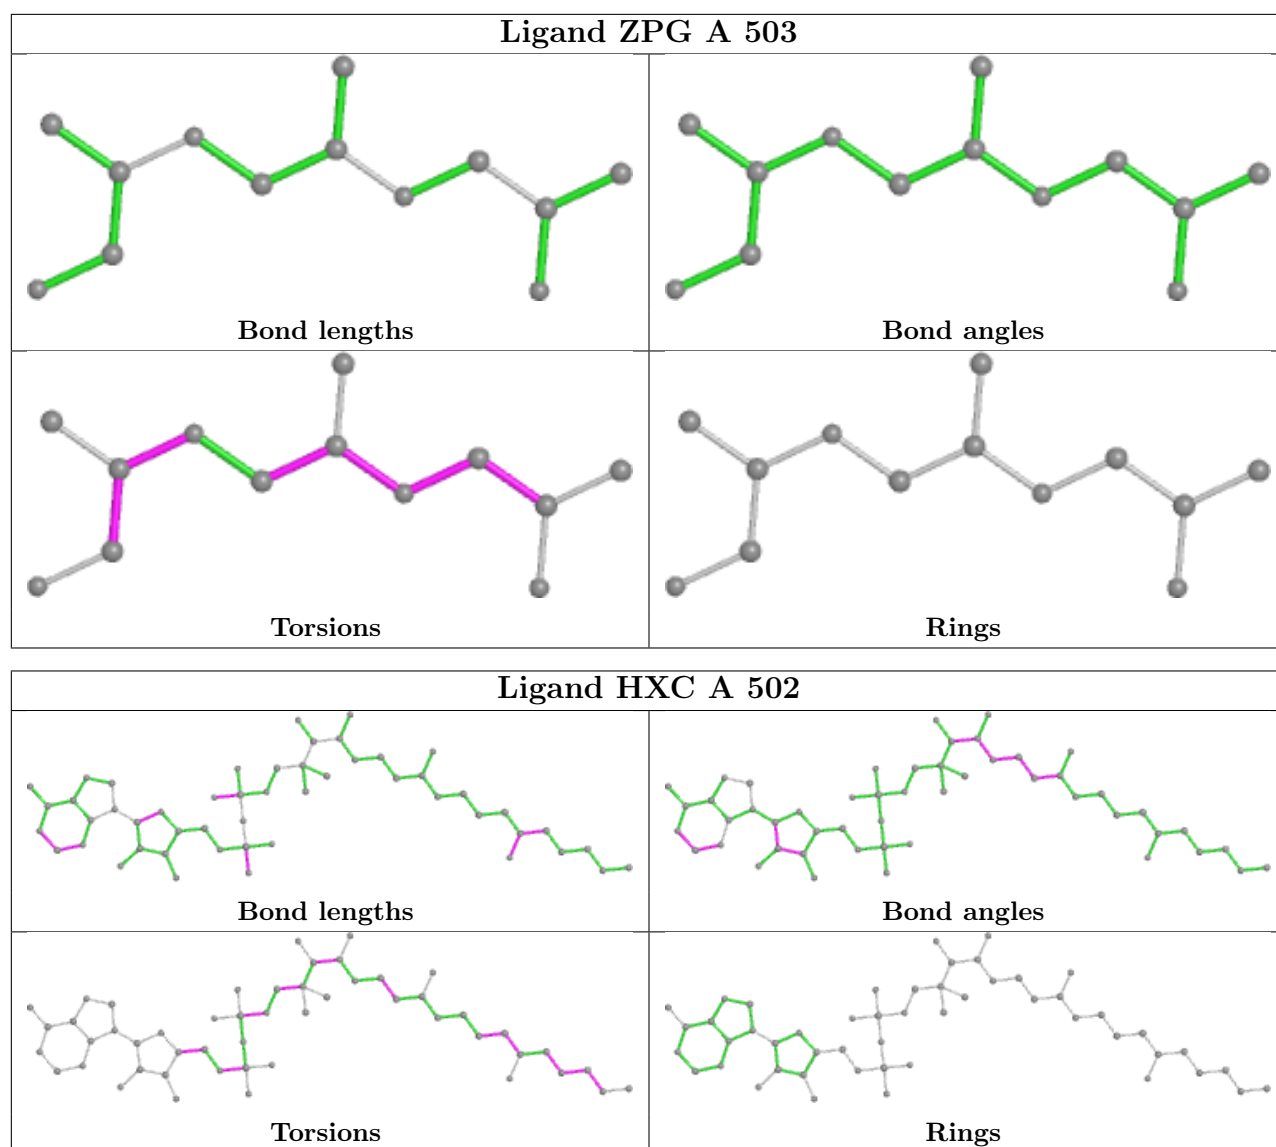 Ligand ZPG A 503
Bond lengths
Bond angles
Torsions
Rings
Ligand HXC A 502
Bond lengths
Bond angles
Torsions
Rings